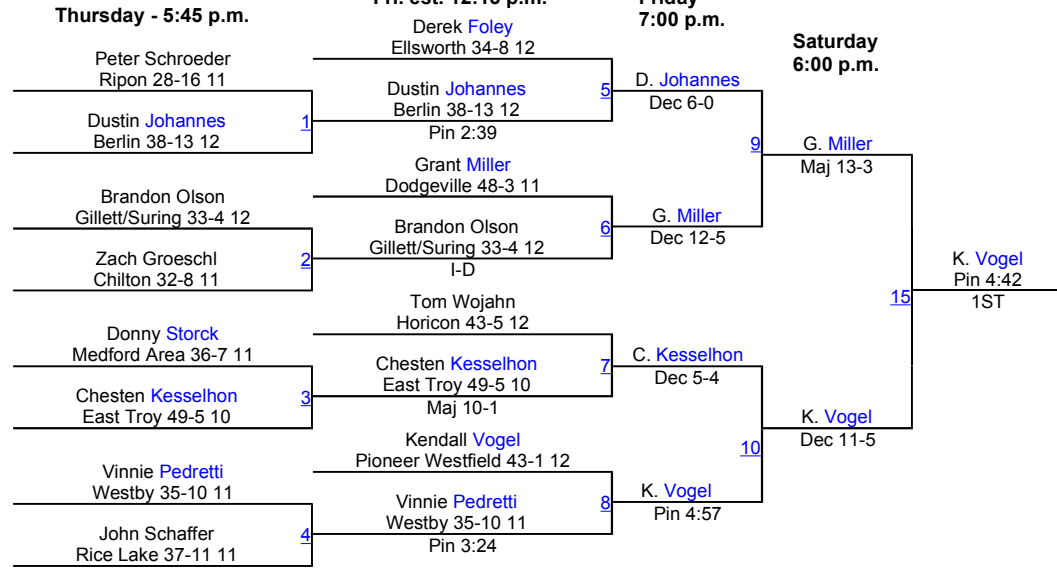 Thursday - 5:45 p.m.
Peter Schroeder
Ripon 28-16 11
Dustin Johannes
Berlin 38-13 12
1
Brandon Olson
Gillett/Suring 33-4 12
Zach Groeschl
Chilton 32-8 11
2
Donny Storck
Medford Area 36-7 11
Chesten Kesselhon
East Troy 49-5 10
3
Vinnie Pedretti
Westby 35-10 11
John Schaffer
Rice Lake 37-11 11
4
Fri. est. 12:15 p.m.
Derek Foley
Ellsworth 34-8 12
Dustin Johannes
Berlin 38-13 12
Pin 2:39
5
Grant Miller
Dodgeville 48-3 11
Brandon Olson
Gillett/Suring 33-4 12
I-D
6
Tom Wojahn
Horicon 43-5 12
Chesten Kesselhon
East Troy 49-5 10
Maj 10-1
7
Kendall Vogel
Pioneer Westfield 43-1 12
Vinnie Pedretti
Westby 35-10 11
Pin 3:24
8
Friday
7:00 p.m.
D. Johannes
Dec 6-0
9
G. Miller
Dec 12-5
C. Kesselhon
Dec 5-4
10
K. Vogel
Pin 4:57
Saturday
6:00 p.m.
G. Miller
Maj 13-3
15
K. Vogel
Dec 11-5
K. Vogel
Pin 4:42
1ST